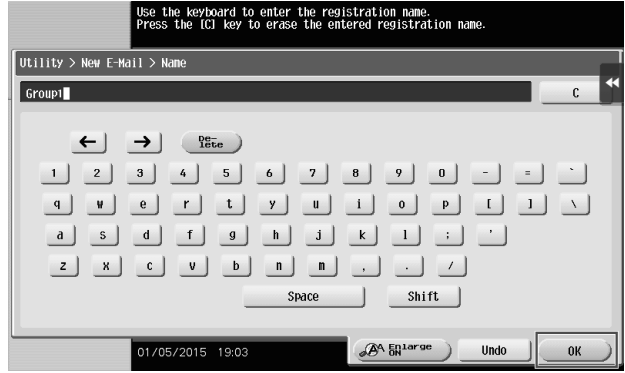 Use the keyboard to enter the registration name.
Press the [C] key to erase the entered registration name.
Utility > New E-Mail > Name
Group1
C
De-
lete
1 2 3 4 5 6 7 8 9 0 - = `
q w e r t y u i o p [ ] \
a s d f g h j k l ; '
z x c v b n m , . /
Space Shift
01/05/2015 19:03
Enlarge
ON
Undo
OK